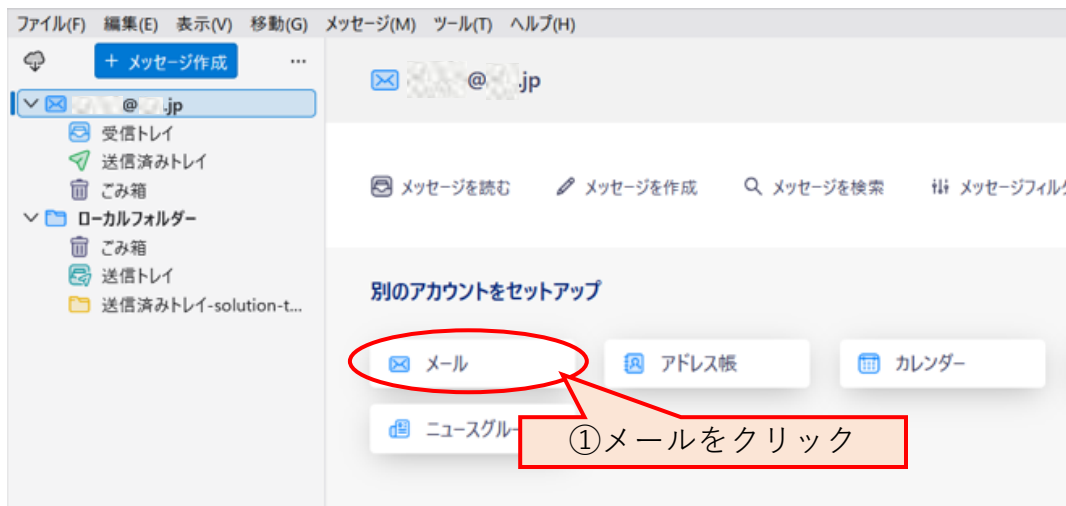 ファイル(F) 編集(E) 表示(V) 移動(G) メッセージ(M) ツール(T) ヘルプ(H)
+ メッセージ作成 ...
@ .jp
受信トレイ
送信済みトレイ
ごみ箱
ローカルフォルダー
ごみ箱
送信トレイ
送信済みトレイ-solution-t...
@ .jp
メッセージを読む メッセージを作成 メッセージを検索 メッセージフィル
別のアカウントをセットアップ
メール アドレス帳 カレンダー
ニュースグルー
①メールをクリック